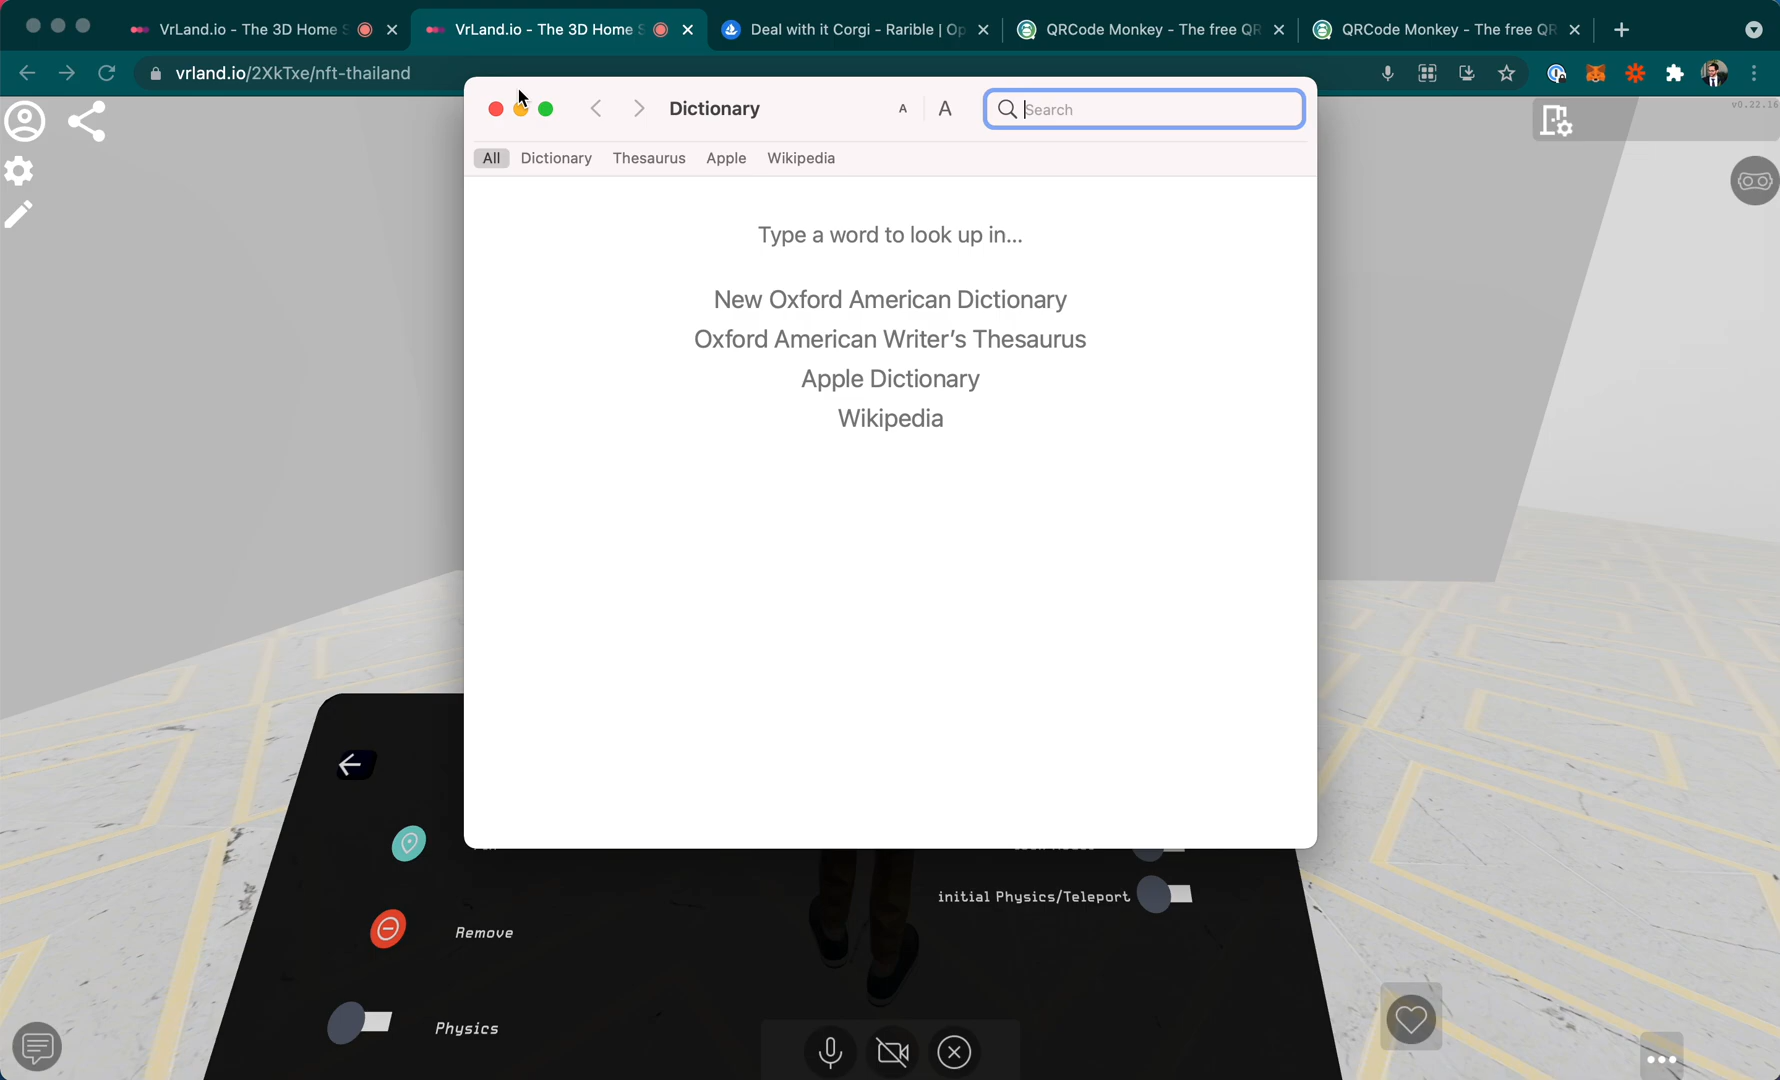 VrLand.io - The 3D Home S
VrLand.io - The 3D Home S
Deal with it Corgi - Rarible | Op
QRCode Monkey - The free QR
QRCode Monkey - The free QR
vrland.io/2XkTxe/nft-thailand
v0.22.16
Dictionary
A
A
Search
All
Dictionary
Thesaurus
Apple
Wikipedia
Type a word to look up in...
New Oxford American Dictionary
Oxford American Writer's Thesaurus
Apple Dictionary
Wikipedia
initial Physics/Teleport
Remove
Physics